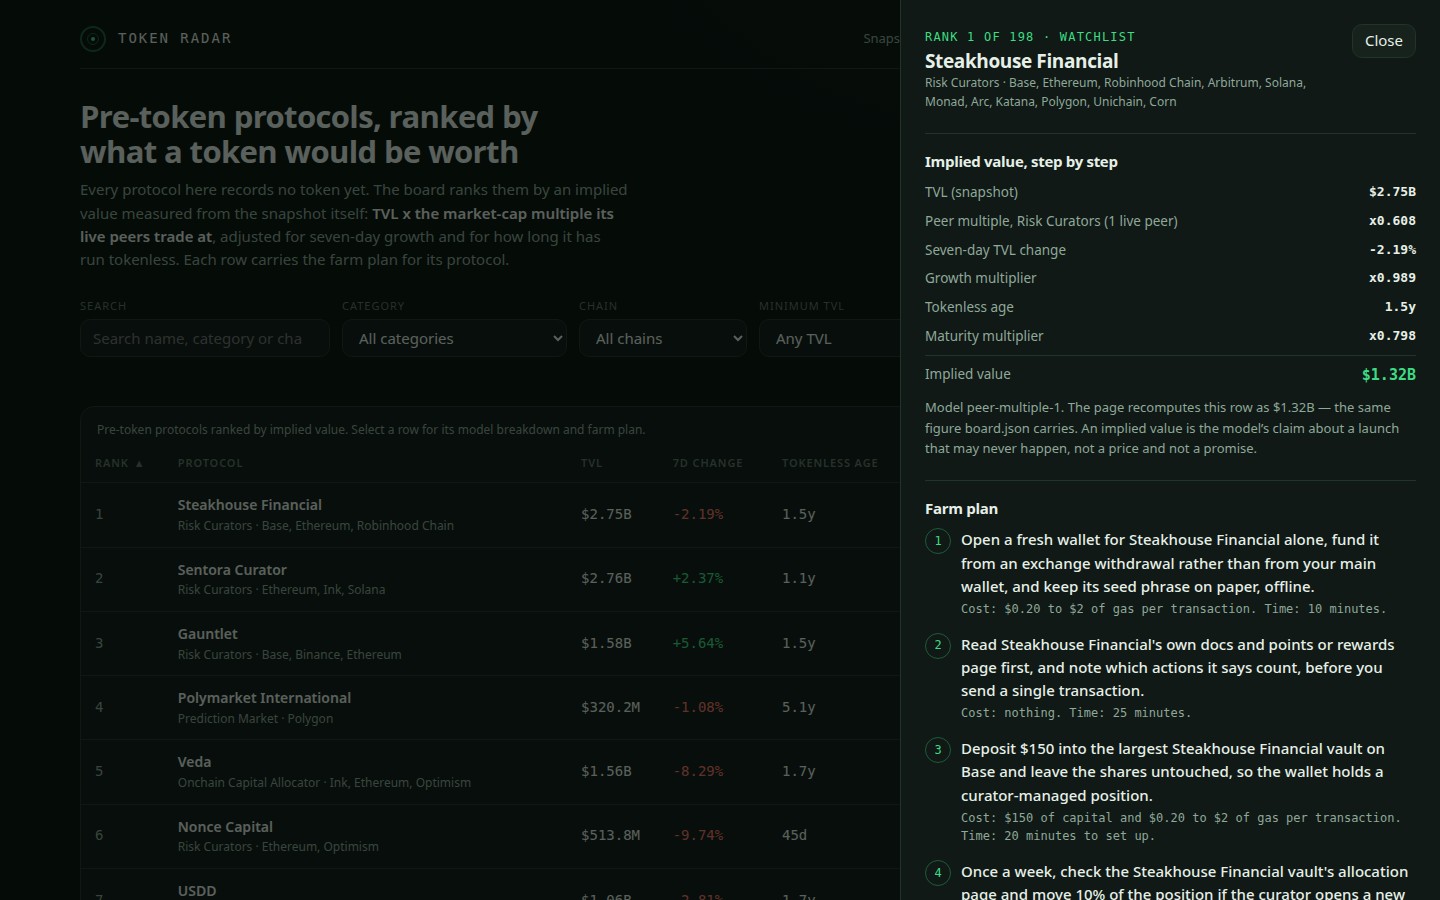 TOKEN RADAR
Snaps
Pre-token protocols, ranked by
what a token would be worth
Every protocol here records no token yet. The board ranks them by an implied
value measured from the snapshot itself: TVL x the market-cap multiple its
live peers trade at, adjusted for seven-day growth and for how long it has
run tokenless. Each row carries the farm plan for its protocol.
SEARCH CATEGORY CHAIN MINIMUM TVL
Search name, category or cha All categories All chains Any TVL
Pre-token protocols ranked by implied value. Select a row for its model breakdown and farm plan.
RANK ▲ PROTOCOL TVL 7D CHANGE TOKENLESS AGE
1 Steakhouse Financial $2.75B -2.19% 1.5y
Risk Curators · Base, Ethereum, Robinhood Chain
2 Sentora Curator $2.76B +2.37% 1.1y
Risk Curators · Ethereum, Ink, Solana
3 Gauntlet $1.58B +5.64% 1.5y
Risk Curators · Base, Binance, Ethereum
4 Polymarket International $320.2M -1.08% 5.1y
Prediction Market · Polygon
5 Veda $1.56B -8.29% 1.7y
Onchain Capital Allocator · Ink, Ethereum, Optimism
6 Nonce Capital $513.8M -9.74% 45d
Risk Curators · Ethereum, Optimism
USDD
RANK 1 OF 198 · WATCHLIST
Close
Steakhouse Financial
Risk Curators · Base, Ethereum, Robinhood Chain, Arbitrum, Solana,
Monad, Arc, Katana, Polygon, Unichain, Corn
Implied value, step by step
TVL (snapshot) $2.75B
Peer multiple, Risk Curators (1 live peer) x0.608
Seven-day TVL change -2.19%
Growth multiplier x0.989
Tokenless age 1.5y
Maturity multiplier x0.798
Implied value $1.32B
Model peer-multiple-1. The page recomputes this row as $1.32B — the same
figure board.json carries. An implied value is the model's claim about a launch
that may never happen, not a price and not a promise.
Farm plan
1 Open a fresh wallet for Steakhouse Financial alone, fund it
from an exchange withdrawal rather than from your main
wallet, and keep its seed phrase on paper, offline.
Cost: $0.20 to $2 of gas per transaction. Time: 10 minutes.
2 Read Steakhouse Financial's own docs and points or rewards
page first, and note which actions it says count, before you
send a single transaction.
Cost: nothing. Time: 25 minutes.
3 Deposit $150 into the largest Steakhouse Financial vault on
Base and leave the shares untouched, so the wallet holds a
curator-managed position.
Cost: $150 of capital and $0.20 to $2 of gas per transaction.
Time: 20 minutes to set up.
4 Once a week, check the Steakhouse Financial vault's allocation
page and move 10% of the position if the curator opens a new